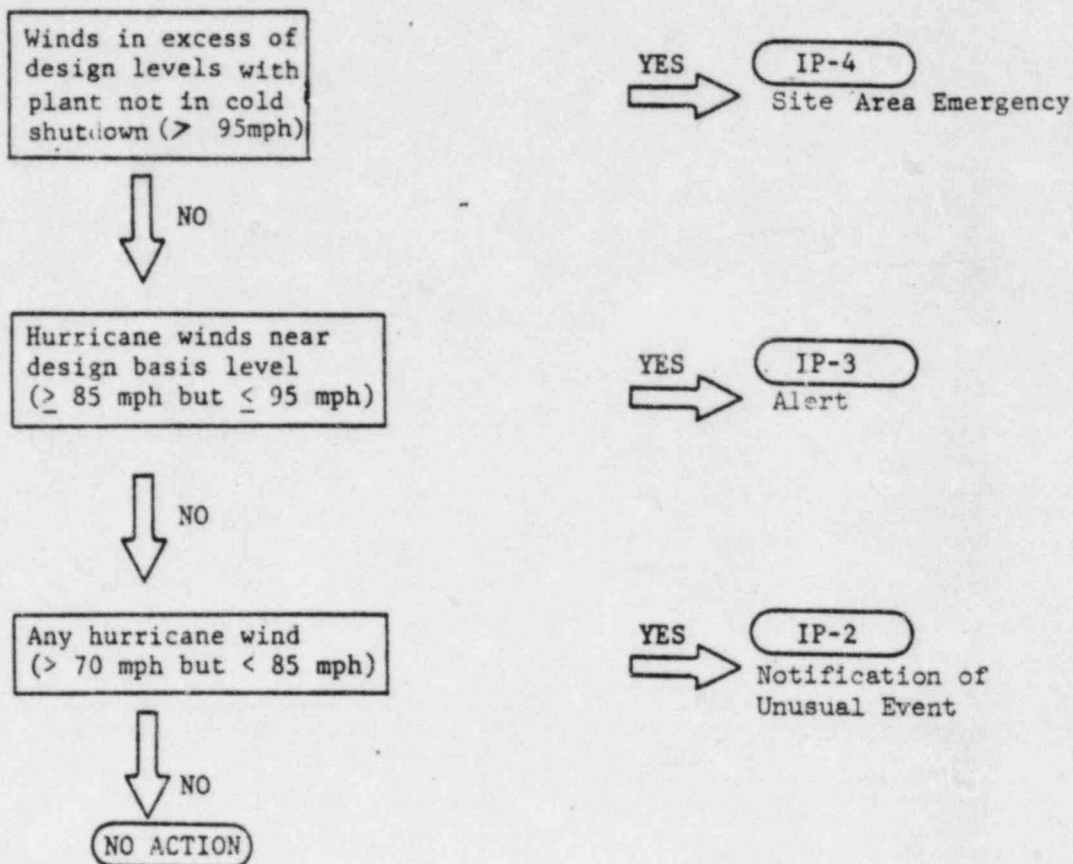 Winds in excess of
design levels with
plant not in cold
shutdown (> 95mph)
YES
IP-4
Site Area Emergency
NO
Hurricane winds near
design basis level
(≥ 85 mph but ≤ 95 mph)
YES
IP-3
Alert
NO
Any hurricane wind
(> 70 mph but < 85 mph)
YES
IP-2
Notification of
Unusual Event
NO
NO ACTION